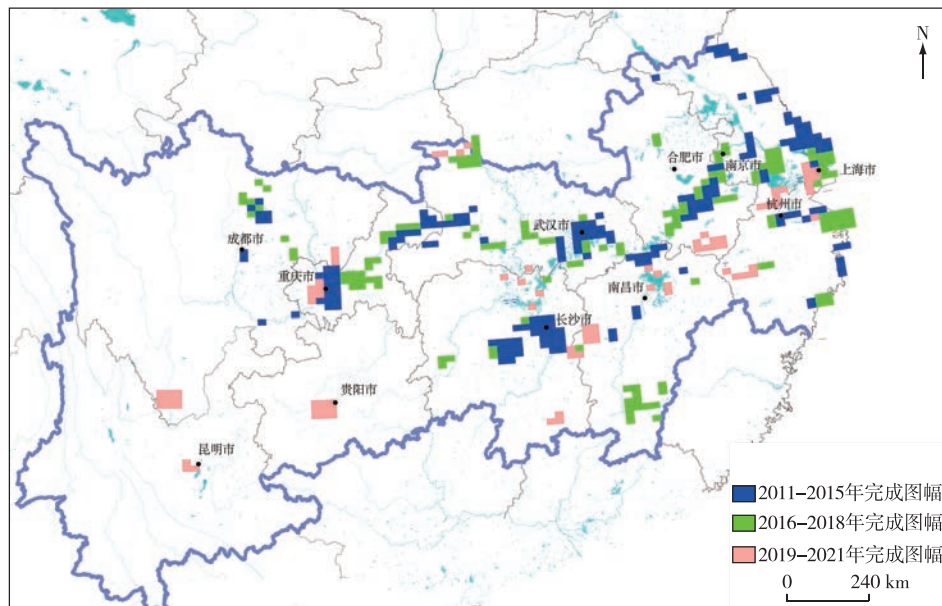 N
合肥市
南京市
上海市
杭州市
武汉市
成都市
重庆市
南昌市
长沙市
贵阳市
昆明市
2011–2015年完成图幅
2016–2018年完成图幅
2019–2021年完成图幅
0 240 km